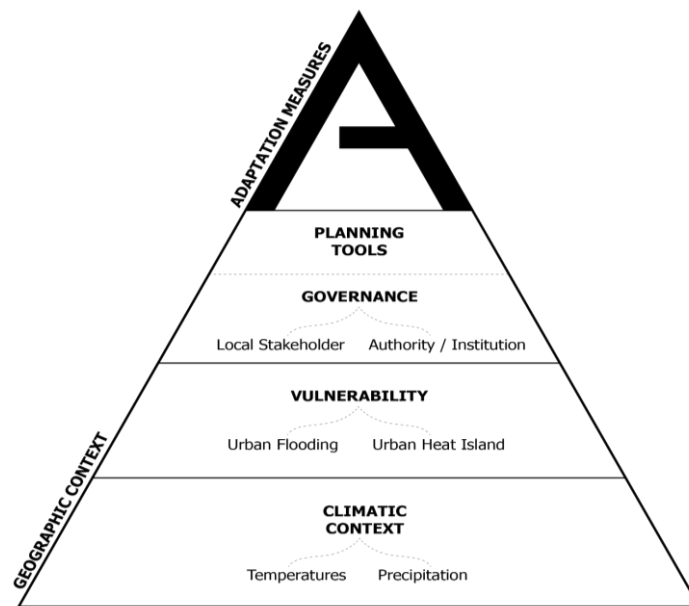 ADAPTATION MEASURES
PLANNING
TOOLS
GOVERNANCE
Local Stakeholder Authority / Institution
VULNERABILITY
Urban Flooding Urban Heat Island
GEOGRAPHIC CONTEXT
CLIMATIC
CONTEXT
Temperatures Precipitation